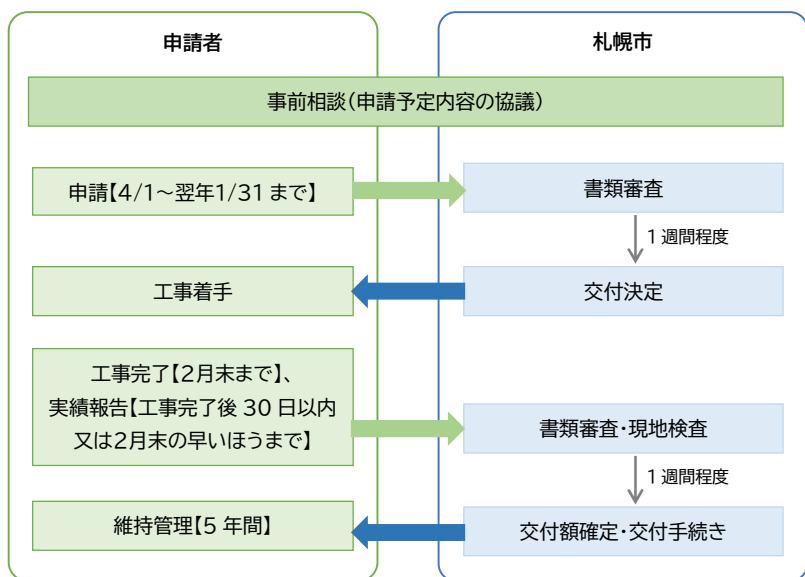 申請者
札幌市
事前相談(申請予定内容の協議)
申請【4/1～翌年1/31まで】
書類審査
1週間程度
工事着手
交付決定
工事完了【2月末まで】、
実績報告【工事完了後30日以内
又は2月末の早いほうまで】
書類審査・現地検査
1週間程度
維持管理【5年間】
交付額確定・交付手続き